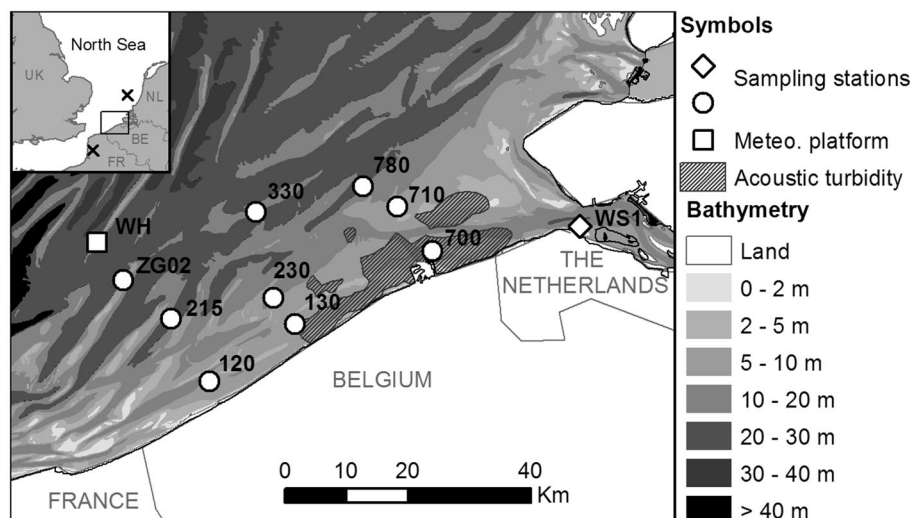 North Sea
UK
NL
BE
FR
780
330
710
WH
WS1
700
ZG02
THE
NETHERLANDS
230
130
215
120
BELGIUM
0 10 20 40
Km
FRANCE
Symbols
Sampling stations
Meteo. platform
Acoustic turbidity
Bathymetry
Land
0 - 2 m
2 - 5 m
5 - 10 m
10 - 20 m
20 - 30 m
30 - 40 m
> 40 m